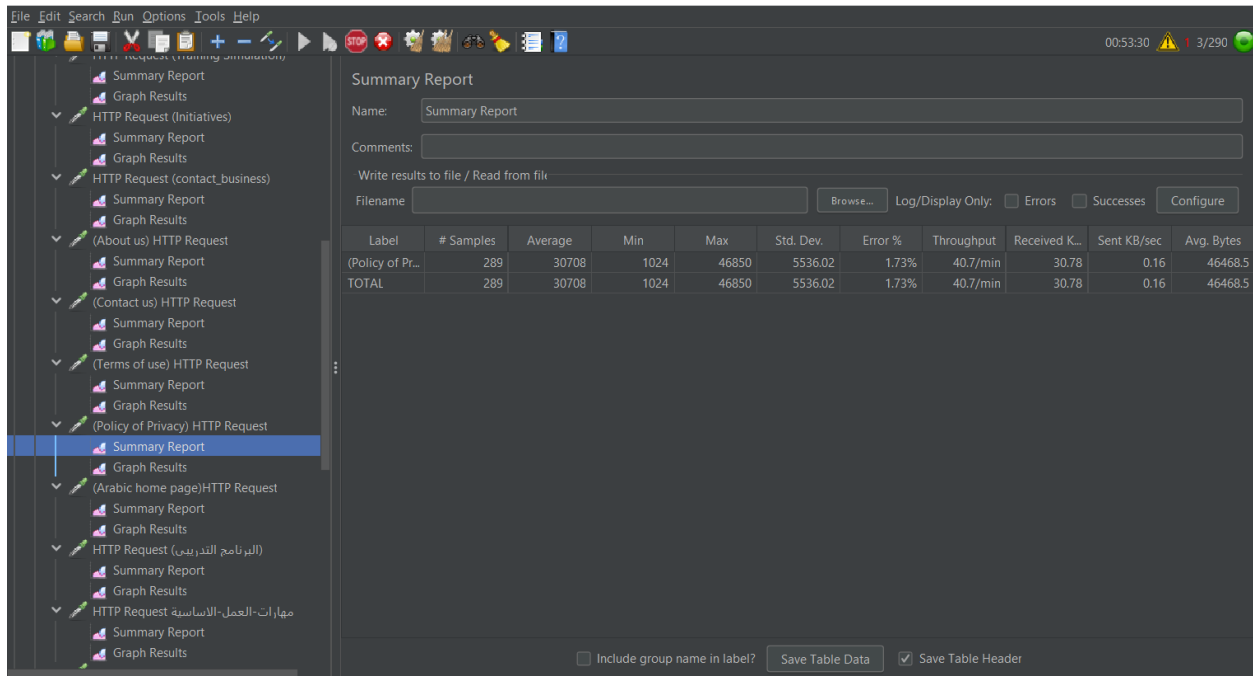 File Edit Search Run Options Tools Help
STOP
00:53:30 1 3/290
HTTP Request (Training Simulation)
Summary Report
Graph Results
HTTP Request (Initiatives)
Summary Report
Graph Results
HTTP Request (contact_business)
Summary Report
Graph Results
(About us) HTTP Request
Summary Report
Graph Results
(Contact us) HTTP Request
Summary Report
Graph Results
(Terms of use) HTTP Request
Summary Report
Graph Results
(Policy of Privacy) HTTP Request
Summary Report
Graph Results
(Arabic home page)HTTP Request
Summary Report
Graph Results
HTTP Request (البرنامج التدريبى)
Summary Report
Graph Results
HTTP Request مهارات-العمل-الاساسية
Summary Report
Graph Results
Summary Report
Name: Summary Report
Comments:
Write results to file / Read from file
Filename Browse... Log/Display Only: Errors Successes Configure
Label # Samples Average Min Max Std. Dev. Error % Throughput Received K... Sent KB/sec Avg. Bytes
(Policy of Pr... 289 30708 1024 46850 5536.02 1.73% 40.7/min 30.78 0.16 46468.5
TOTAL 289 30708 1024 46850 5536.02 1.73% 40.7/min 30.78 0.16 46468.5
Include group name in label? Save Table Data Save Table Header